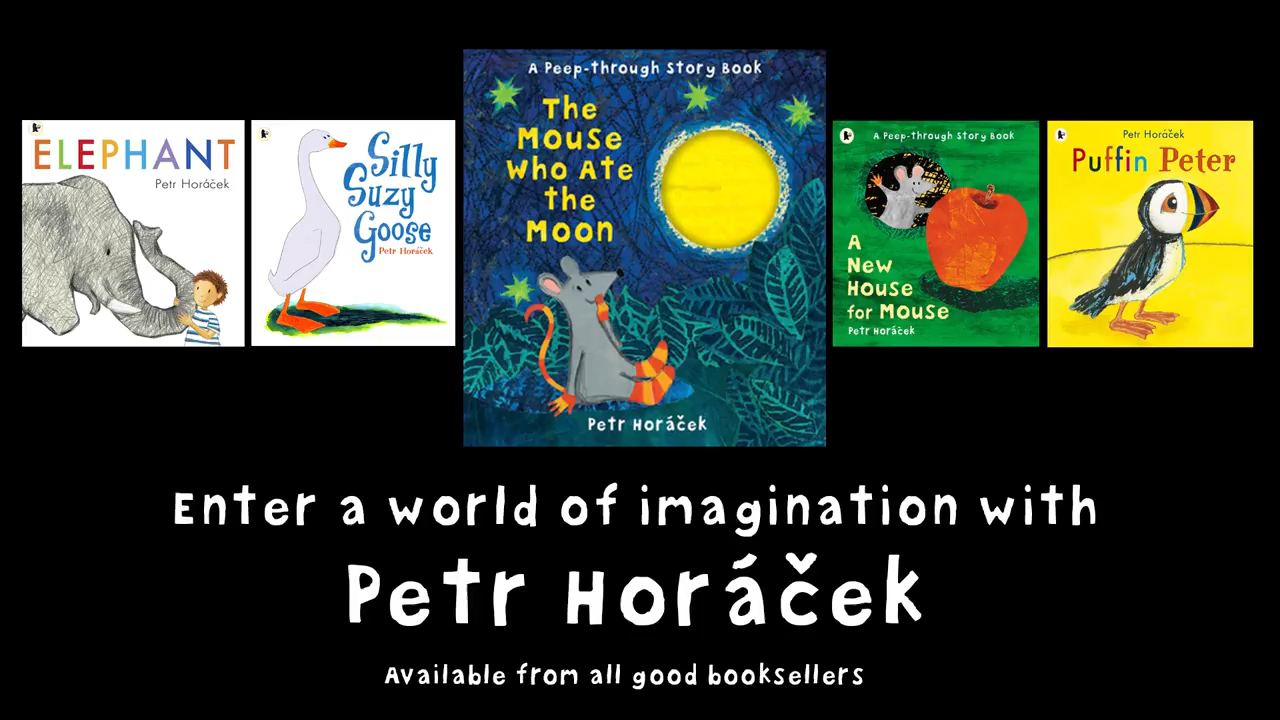 ELEPHANT
Petr Horáček
Silly
Suzy
Goose
Petr Horáček
A Peep-through Story Book
The
Mouse
Who Ate
the
Moon
Petr Horáček
A Peep-through Story Book
A
New
House
for Mouse
Petr Horáček
Petr Horáček
Puffin Peter
Enter a world of imagination with
Petr Horáček
Available from all good booksellers